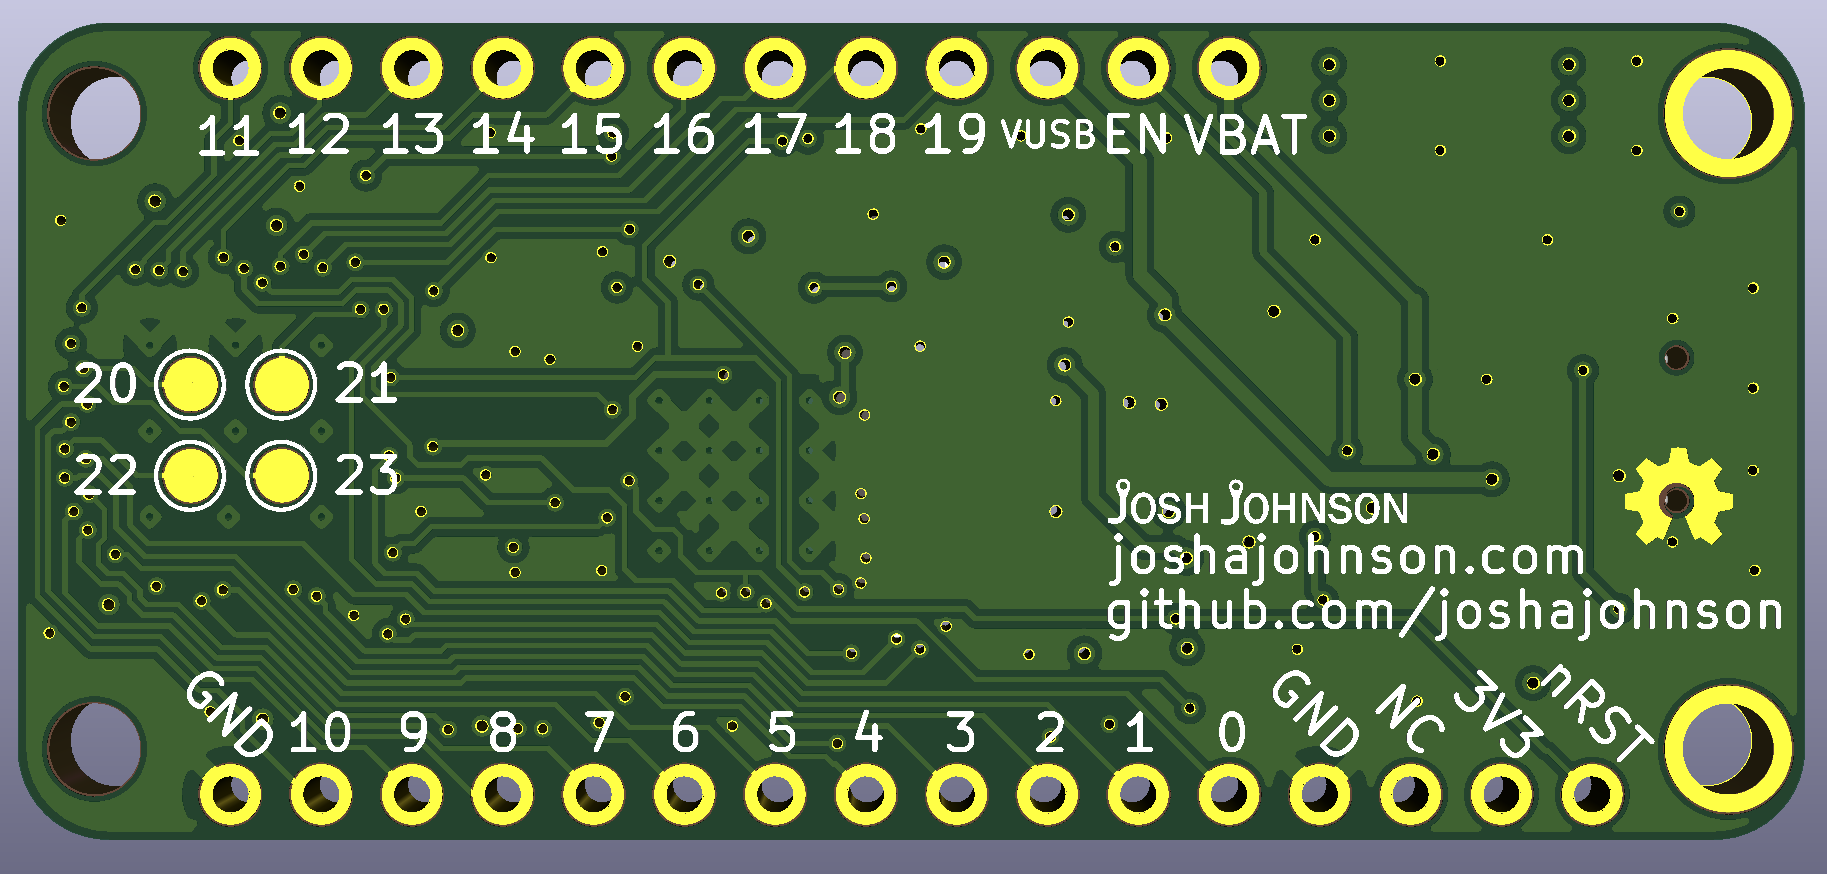 11 12 13 14 15 16 17 18 19 VUSB EN VBAT
20 21
22 23
JOSH JOHNSON
joshajohnson.com
github.com/joshajohnson
GND 10 9 8 7 6 5 4 3 2 1 0 GND NC 3V3 nRST